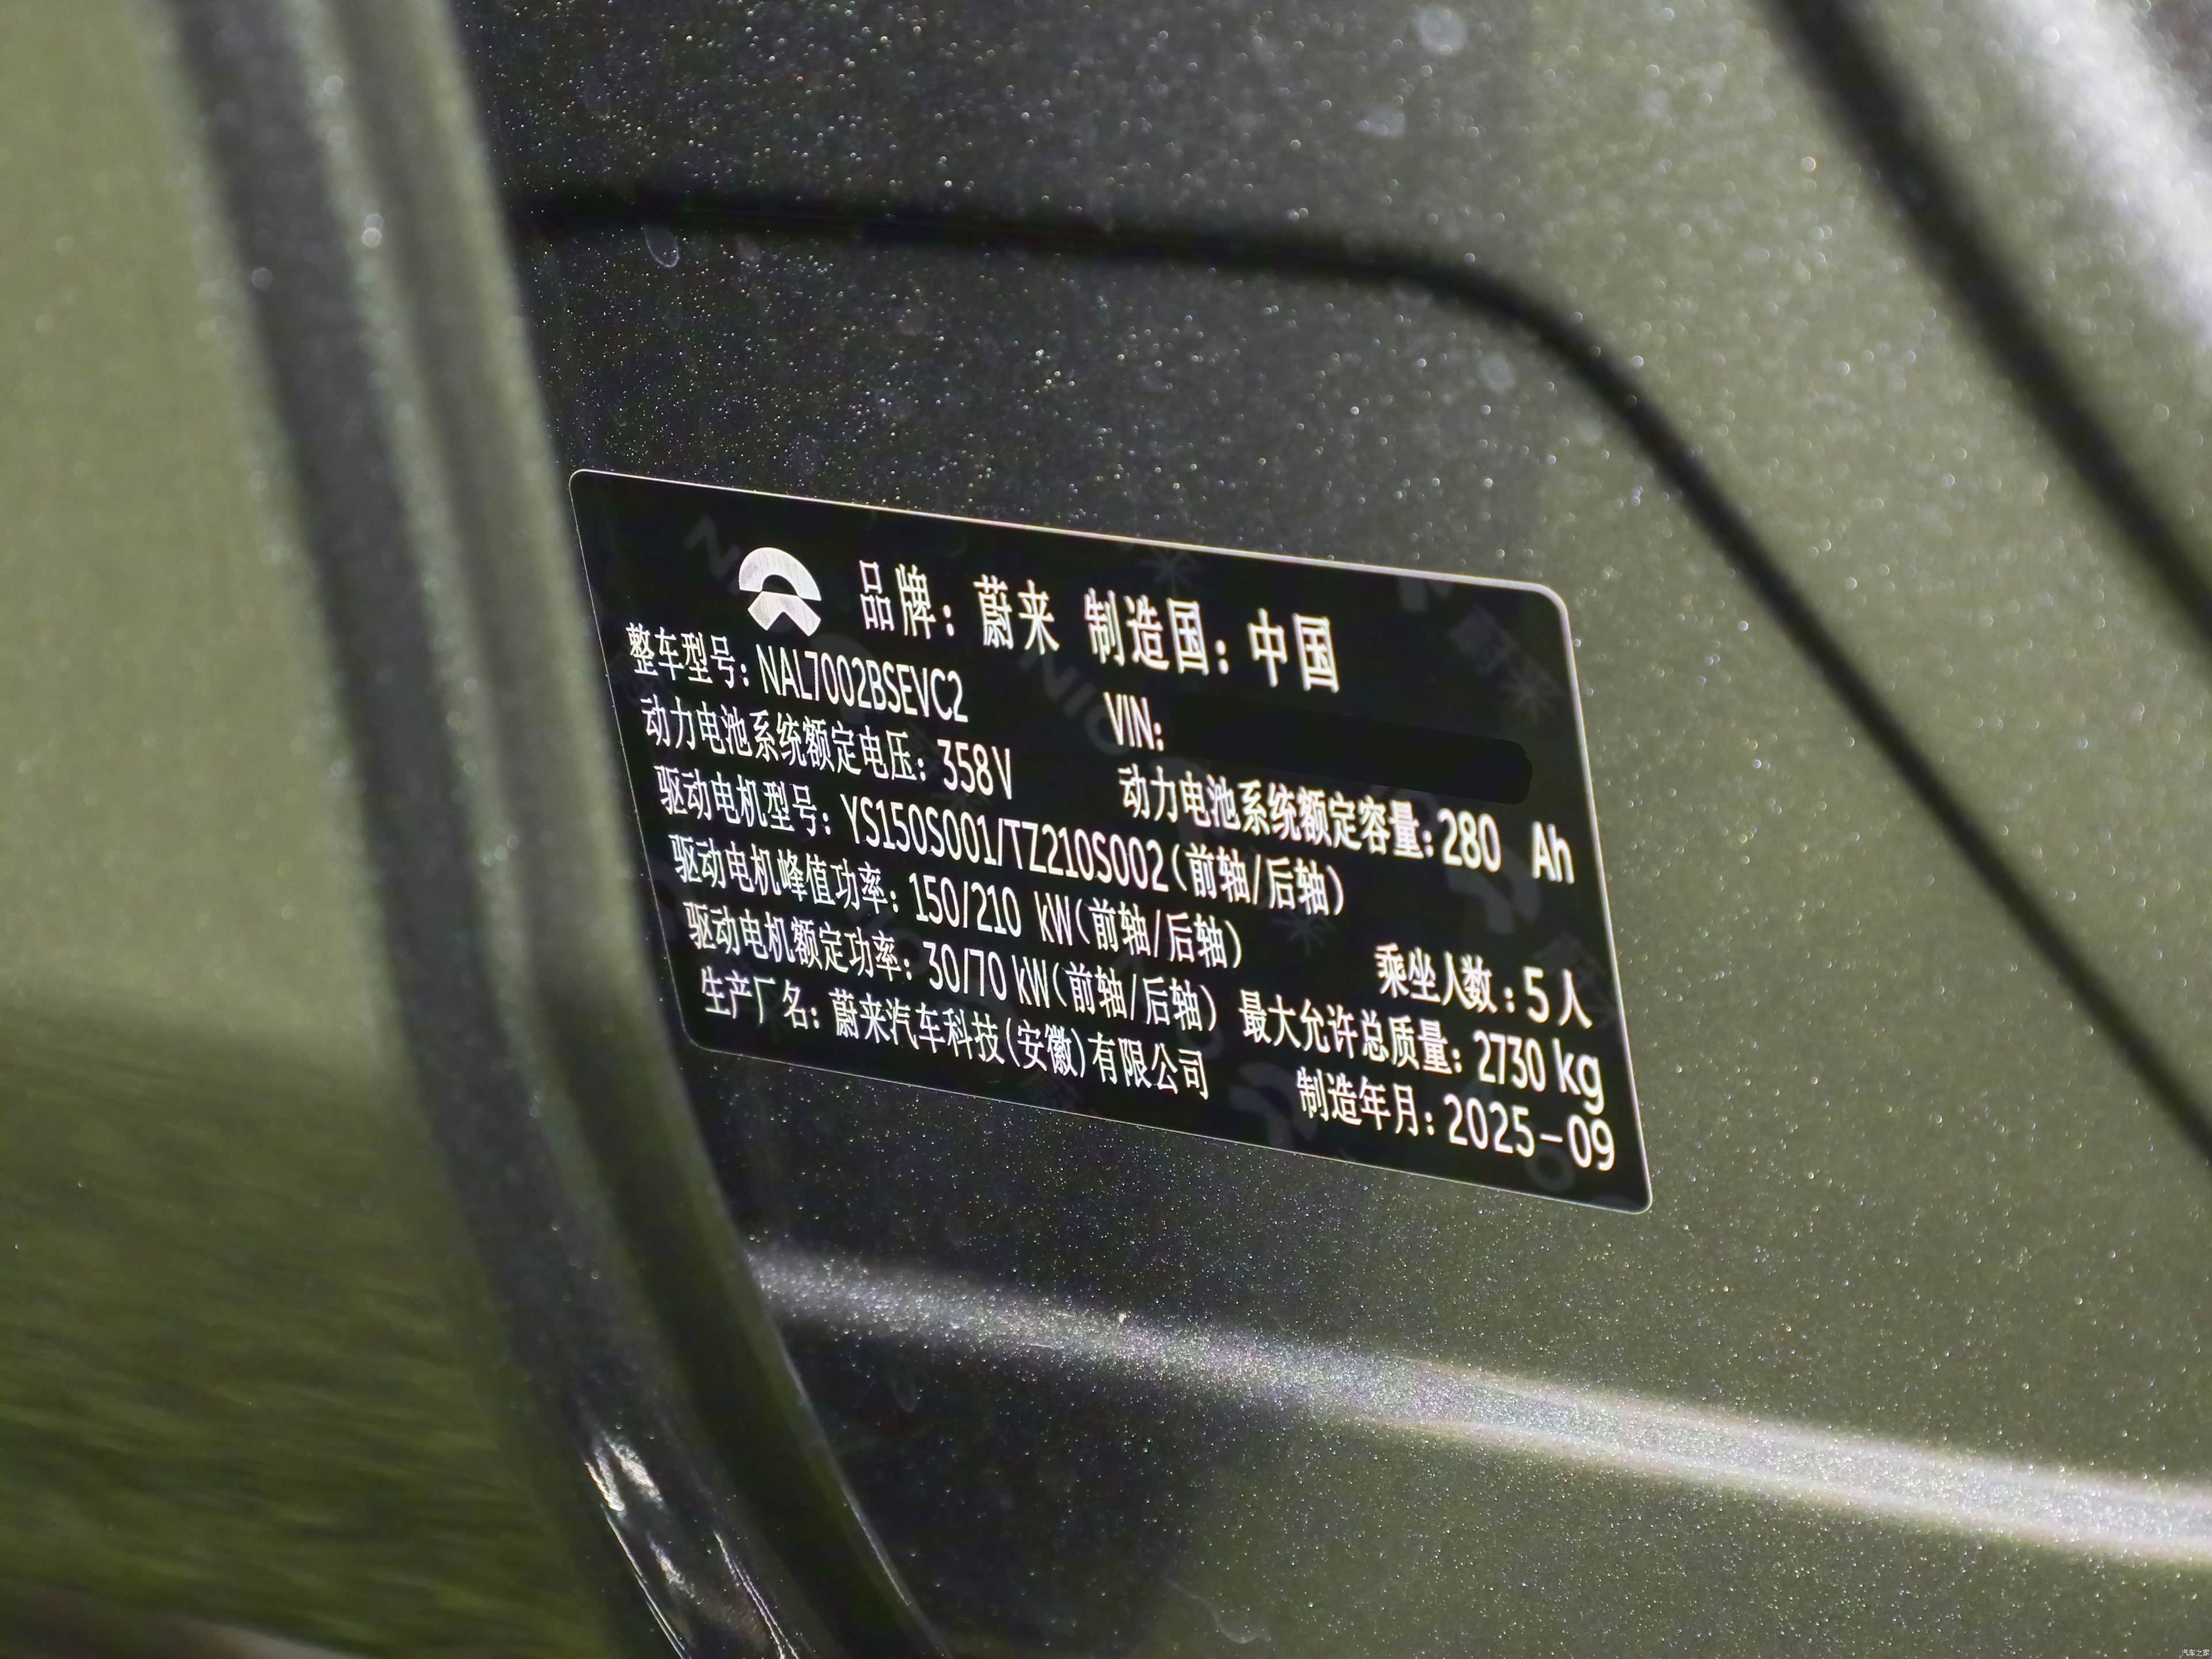 品牌：蔚来 制造国：中国
整车型号：NAL7002BSEVC2 VIN:
动力电池系统额定电压：358V 动力电池系统额定容量：280 Ah
驱动电机型号：YS150S001/TZ210S002(前轴/后轴)
驱动电机峰值功率：150/210 kW(前轴/后轴) 乘坐人数：5人
驱动电机额定功率：30/70 kW(前轴/后轴) 最大允许总质量：2730 kg
生产厂名：蔚来汽车科技(安徽)有限公司 制造年月：2025-09
汽车之家